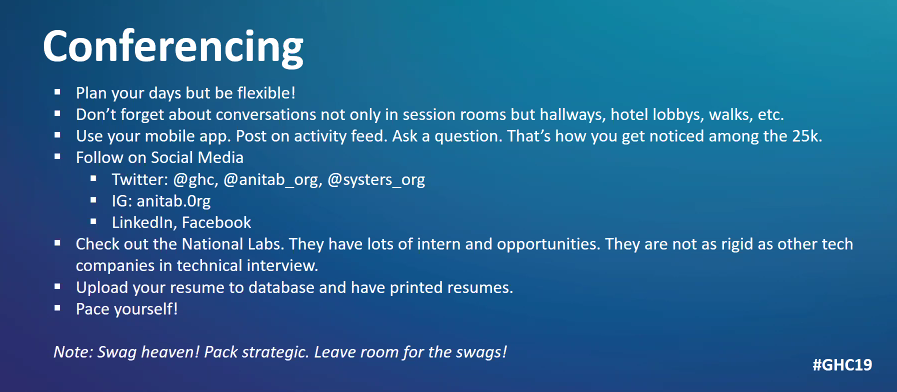 Conferencing
▪ Plan your days but be flexible!
▪ Don't forget about conversations not only in session rooms but hallways, hotel lobbys, walks, etc.
▪ Use your mobile app. Post on activity feed. Ask a question. That's how you get noticed among the 25k.
▪ Follow on Social Media
▪ Twitter: @ghc, @anitab_org, @systers_org
▪ IG: anitab.0rg
▪ LinkedIn, Facebook
▪ Check out the National Labs. They have lots of intern and opportunities. They are not as rigid as other tech
companies in technical interview.
▪ Upload your resume to database and have printed resumes.
▪ Pace yourself!
Note: Swag heaven! Pack strategic. Leave room for the swags!
#GHC19